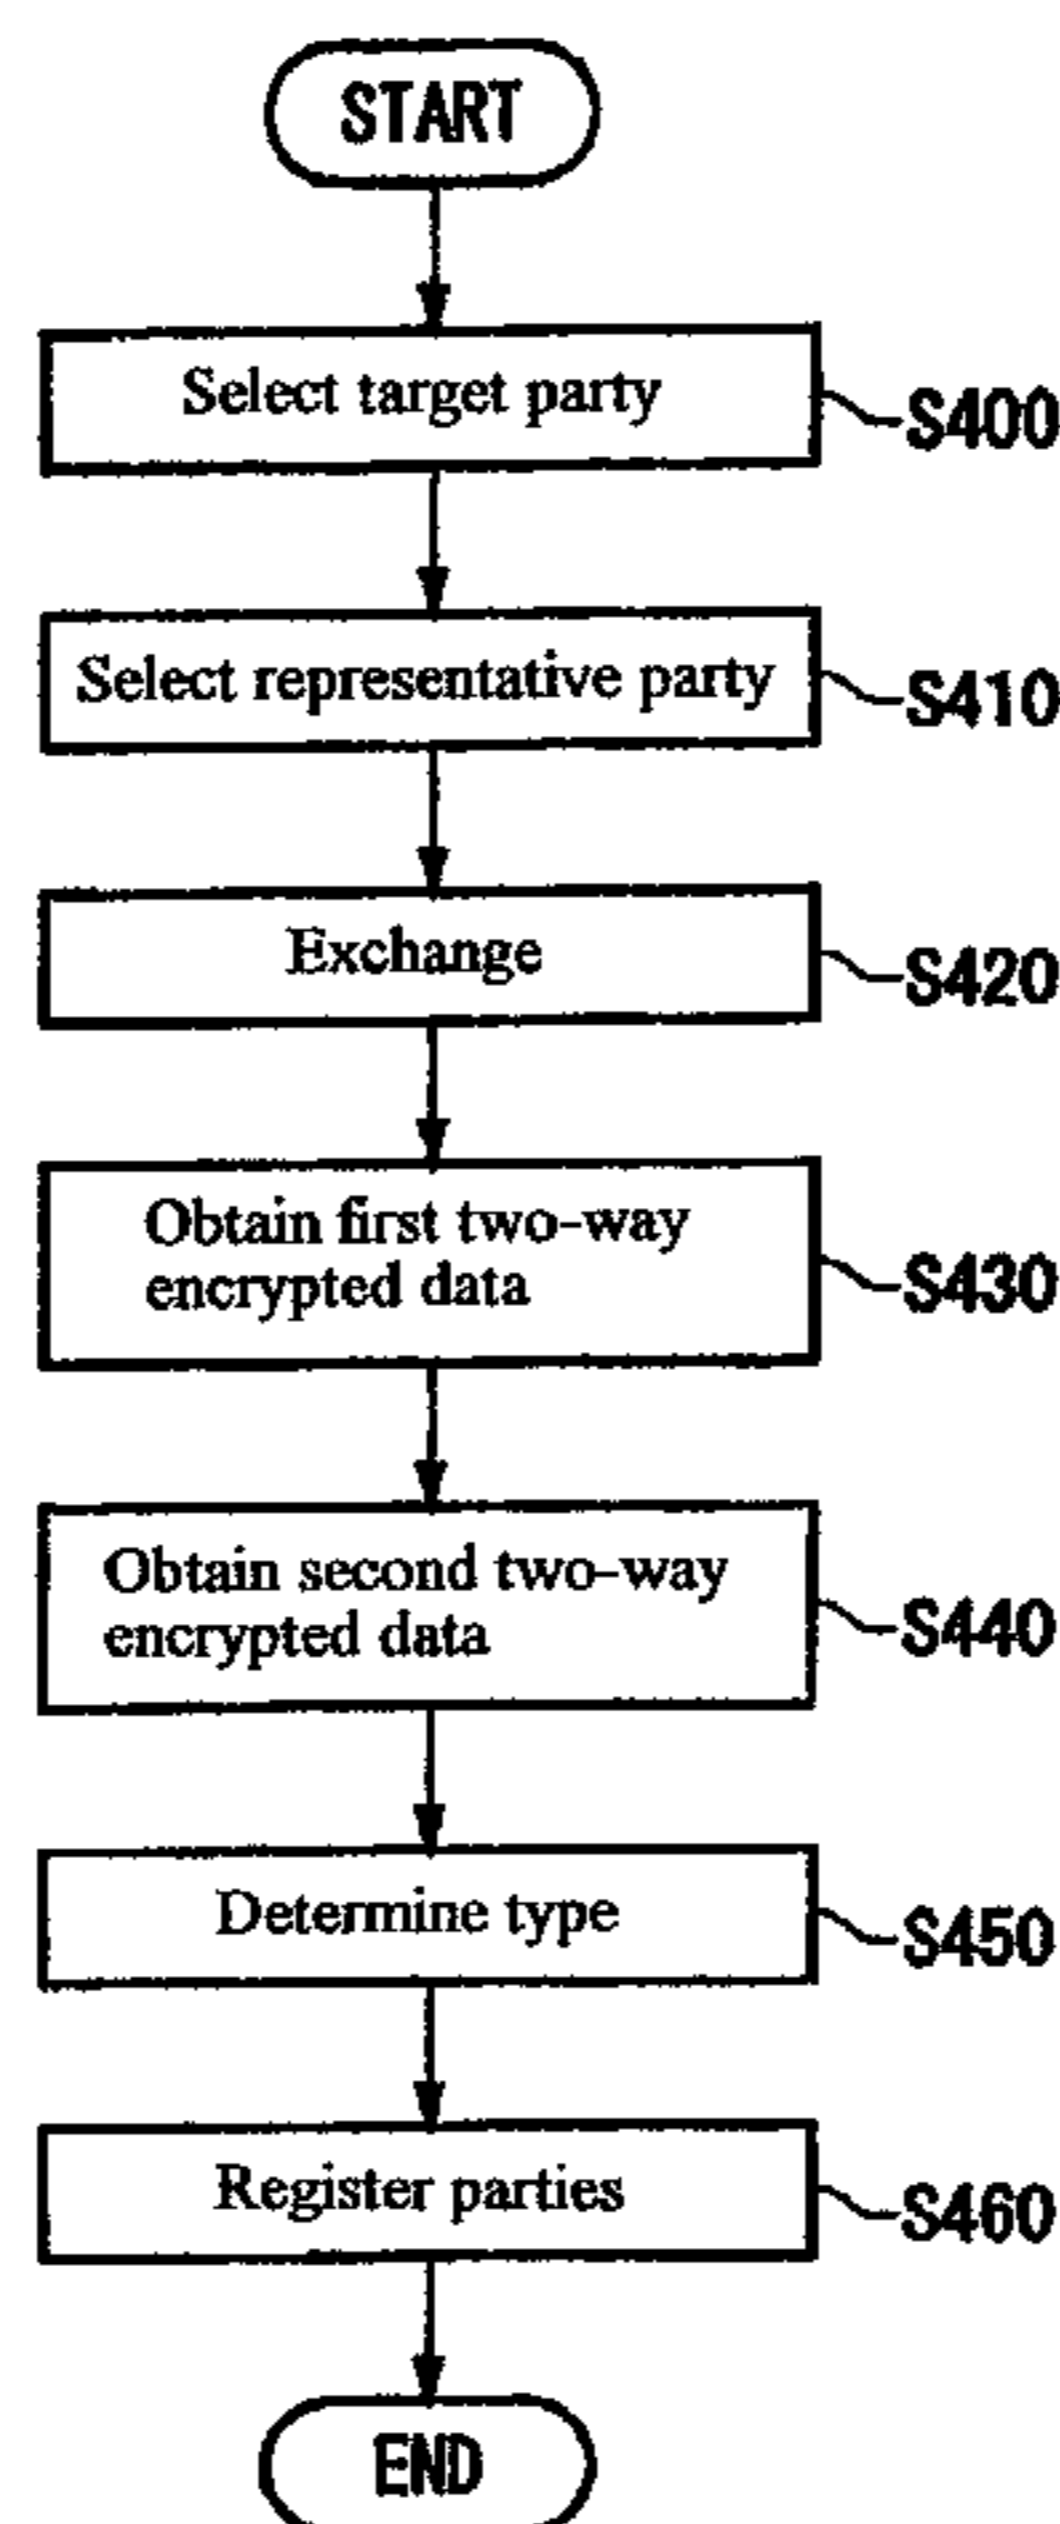 START
Select target party
S400
Select representative party
S410
Exchange
S420
Obtain first two-way
encrypted data
S430
Obtain second two-way
encrypted data
S440
Determine type
S450
Register parties
S460
END